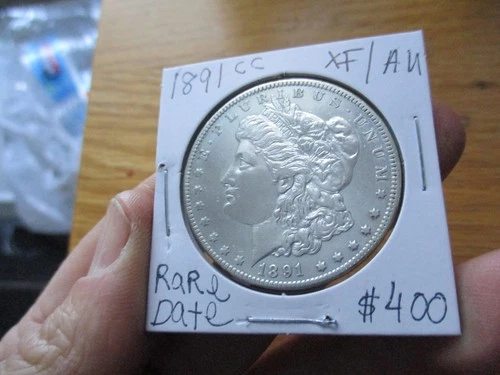 1891 CC XF/AU
E PLURIBUS UNUM
1891
RaRe
Date
$400